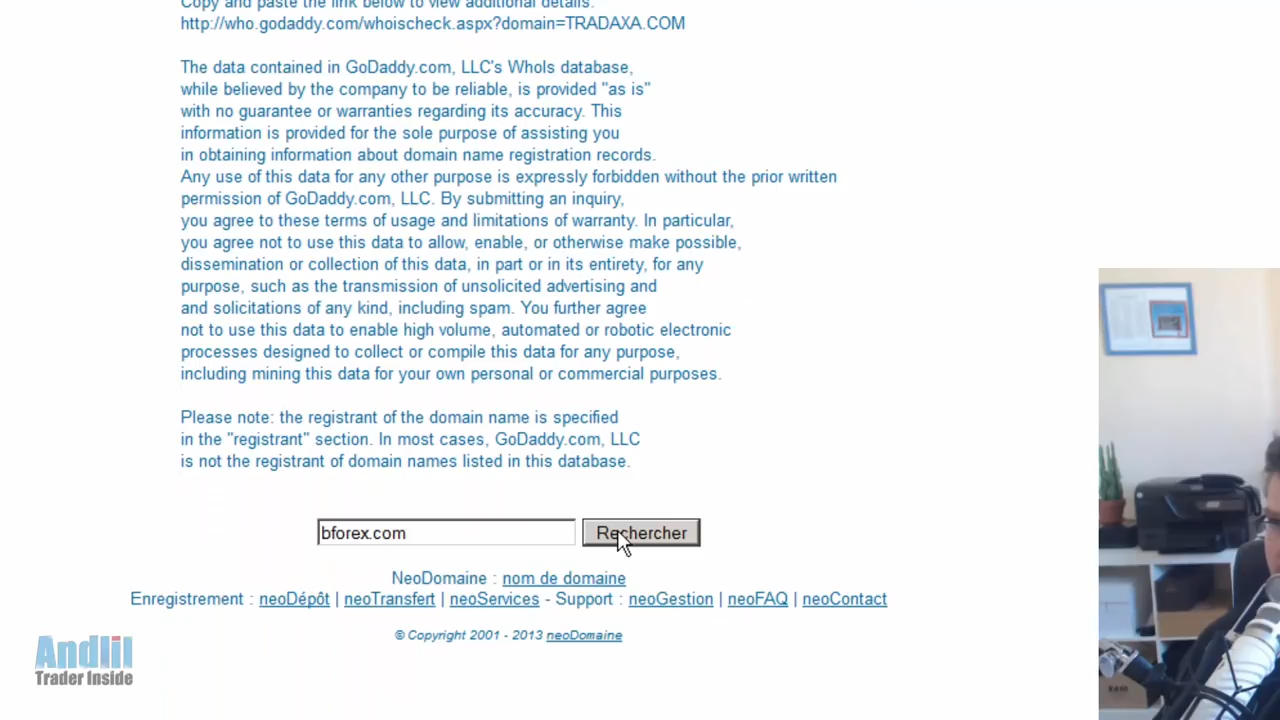 Copy and paste the link below to view additional details:
http://who.godaddy.com/whoischeck.aspx?domain=TRADAXA.COM
The data contained in GoDaddy.com, LLC's WhoIs database,
while believed by the company to be reliable, is provided "as is"
with no guarantee or warranties regarding its accuracy. This
information is provided for the sole purpose of assisting you
in obtaining information about domain name registration records.
Any use of this data for any other purpose is expressly forbidden without the prior written
permission of GoDaddy.com, LLC. By submitting an inquiry,
you agree to these terms of usage and limitations of warranty. In particular,
you agree not to use this data to allow, enable, or otherwise make possible,
dissemination or collection of this data, in part or in its entirety, for any
purpose, such as the transmission of unsolicited advertising and
and solicitations of any kind, including spam. You further agree
not to use this data to enable high volume, automated or robotic electronic
processes designed to collect or compile this data for any purpose,
including mining this data for your own personal or commercial purposes.
Please note: the registrant of the domain name is specified
in the "registrant" section. In most cases, GoDaddy.com, LLC
is not the registrant of domain names listed in this database.
bforex.com Rechercher
NeoDomaine : nom de domaine
Enregistrement : neoDépôt | neoTransfert | neoServices - Support : neoGestion | neoFAQ | neoContact
© Copyright 2001 - 2013 neoDomaine
Andlil
Trader Inside